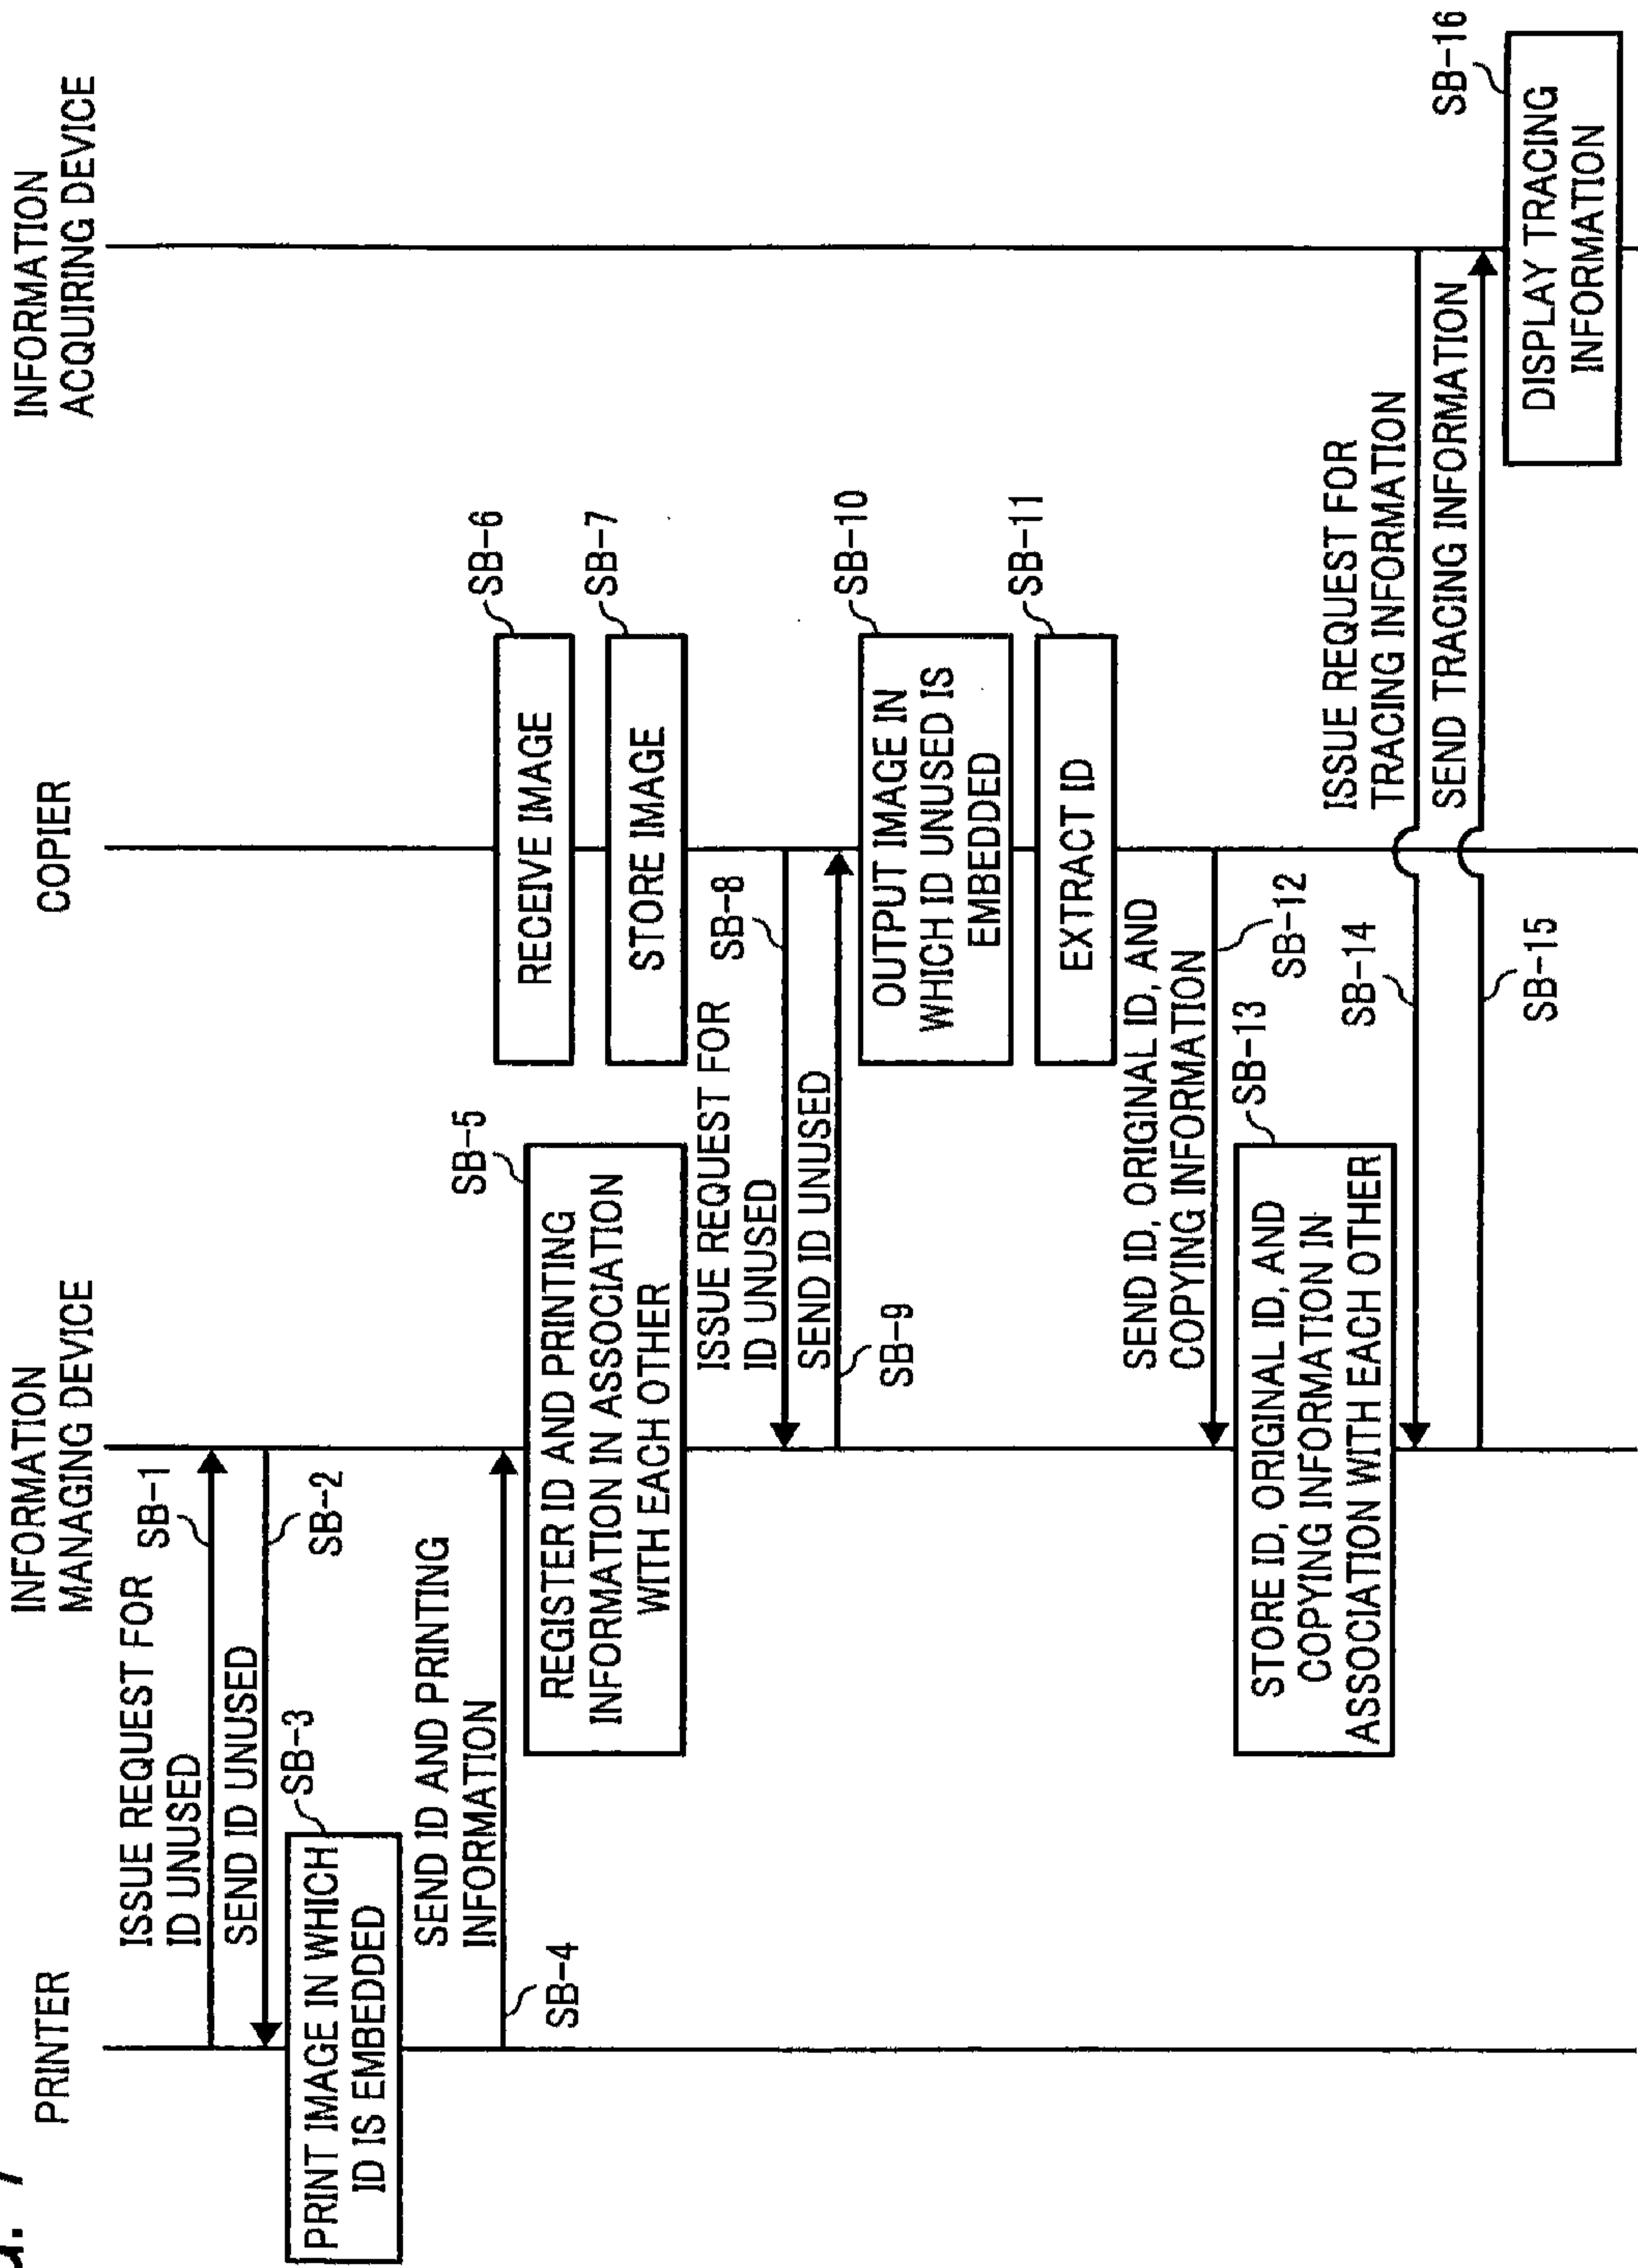 PRINTER
INFORMATION
MANAGING DEVICE
COPIER
INFORMATION
ACQUIRING DEVICE
ISSUE REQUEST FOR
ID UNUSED
SB-1
SEND ID UNUSED
SB-2
PRINT IMAGE IN WHICH
ID IS EMBEDDED
SB-3
SEND ID AND PRINTING
INFORMATION
SB-4
REGISTER ID AND PRINTING
INFORMATION IN ASSOCIATION
WITH EACH OTHER
SB-5
RECEIVE IMAGE
SB-6
STORE IMAGE
SB-7
ISSUE REQUEST FOR
ID UNUSED
SB-8
SEND ID UNUSED
SB-9
OUTPUT IMAGE IN
WHICH ID UNUSED IS
EMBEDDED
SB-10
EXTRACT ID
SB-11
SEND ID, ORIGINAL ID, AND
COPYING INFORMATION
SB-12
STORE ID, ORIGINAL ID, AND
COPYING INFORMATION IN
ASSOCIATION WITH EACH OTHER
SB-13
ISSUE REQUEST FOR
TRACING INFORMATION
SB-14
SEND TRACING INFORMATION
SB-15
DISPLAY TRACING
INFORMATION
SB-16